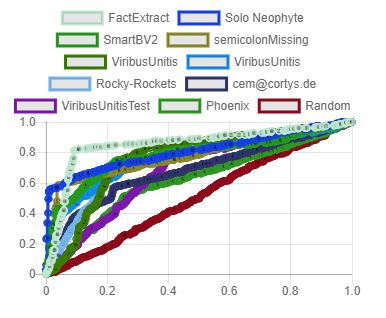 FactExtract Solo Neophyte
SmartBV2 semicolonMissing
ViribusUnitis ViribusUnitis
Rocky-Rockets cem@cortys.de
ViribusUnitisTest Phoenix Random
1.0
0.8
0.6
0.4
0.2
0
0 0.2 0.4 0.6 0.8 1.0